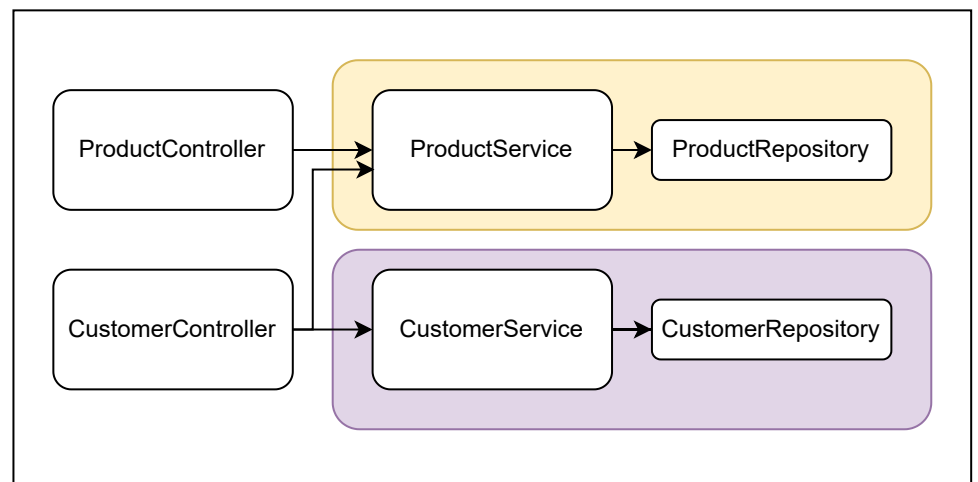 ProductController
ProductService
ProductRepository
CustomerController
CustomerService
CustomerRepository